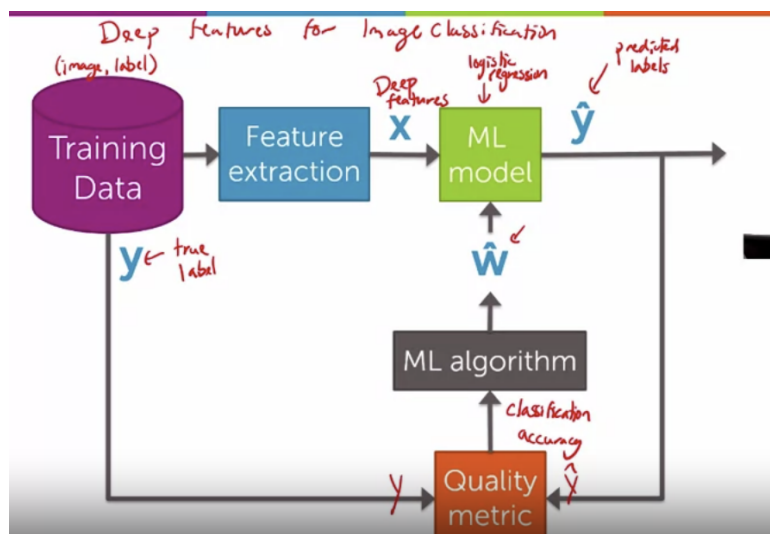 Deep features for Image Classification
(image, label)
Training
Data
Feature
extraction
Deep
features
x
logistic
regression
ML
model
predicted
labels
ŷ
y ← true
label
ŵ
ML algorithm
classification
accuracy
y
Quality
metric
ŷ